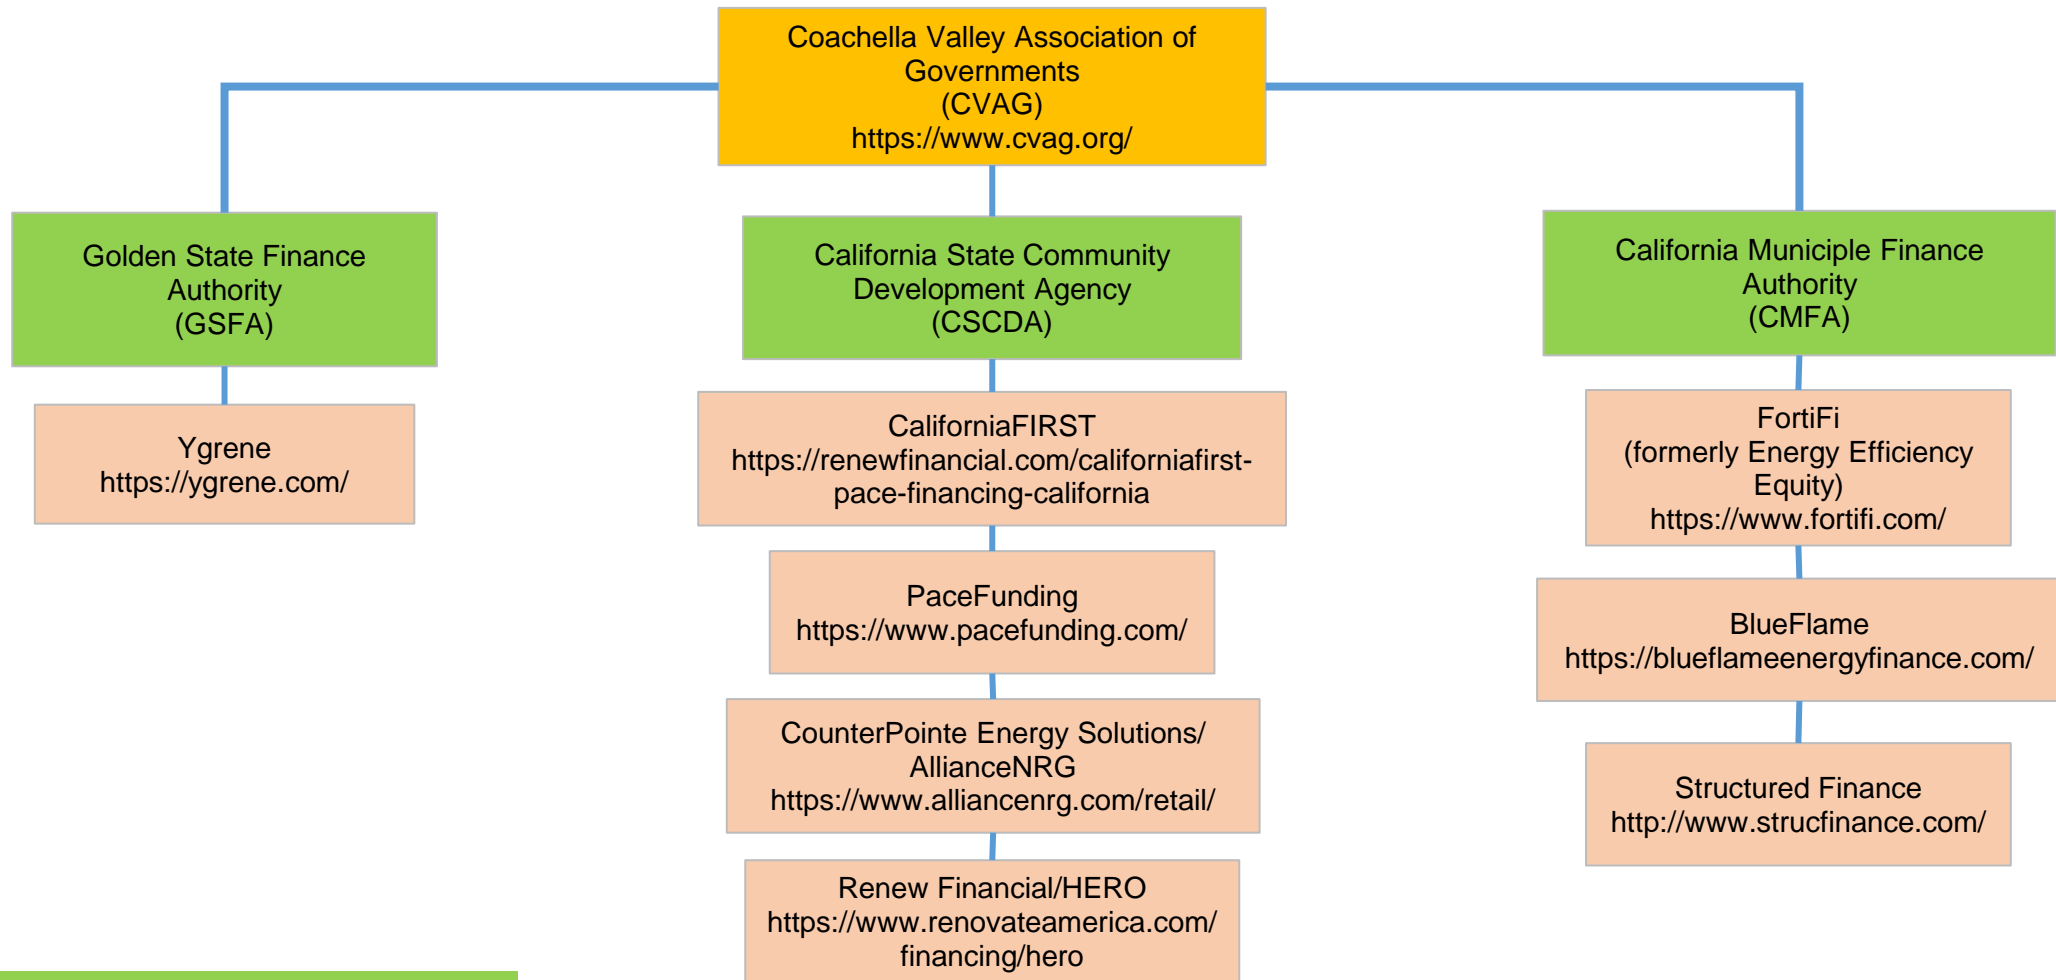 Coachella Valley Association of
Governments
(CVAG)
https://www.cvag.org/
Golden State Finance
Authority
(GSFA)
Ygrene
https://ygrene.com/
California State Community
Development Agency
(CSCDA)
CaliforniaFIRST
https://renewfinancial.com/californiafirst-
pace-financing-california
PaceFunding
https://www.pacefunding.com/
CounterPointe Energy Solutions/
AllianceNRG
https://www.alliancenrg.com/retail/
Renew Financial/HERO
https://www.renovateamerica.com/
financing/hero
California Municiple Finance
Authority
(CMFA)
FortiFi
(formerly Energy Efficiency
Equity)
https://www.fortifi.com/
BlueFlame
https://blueflameenergyfinance.com/
Structured Finance
http://www.strucfinance.com/